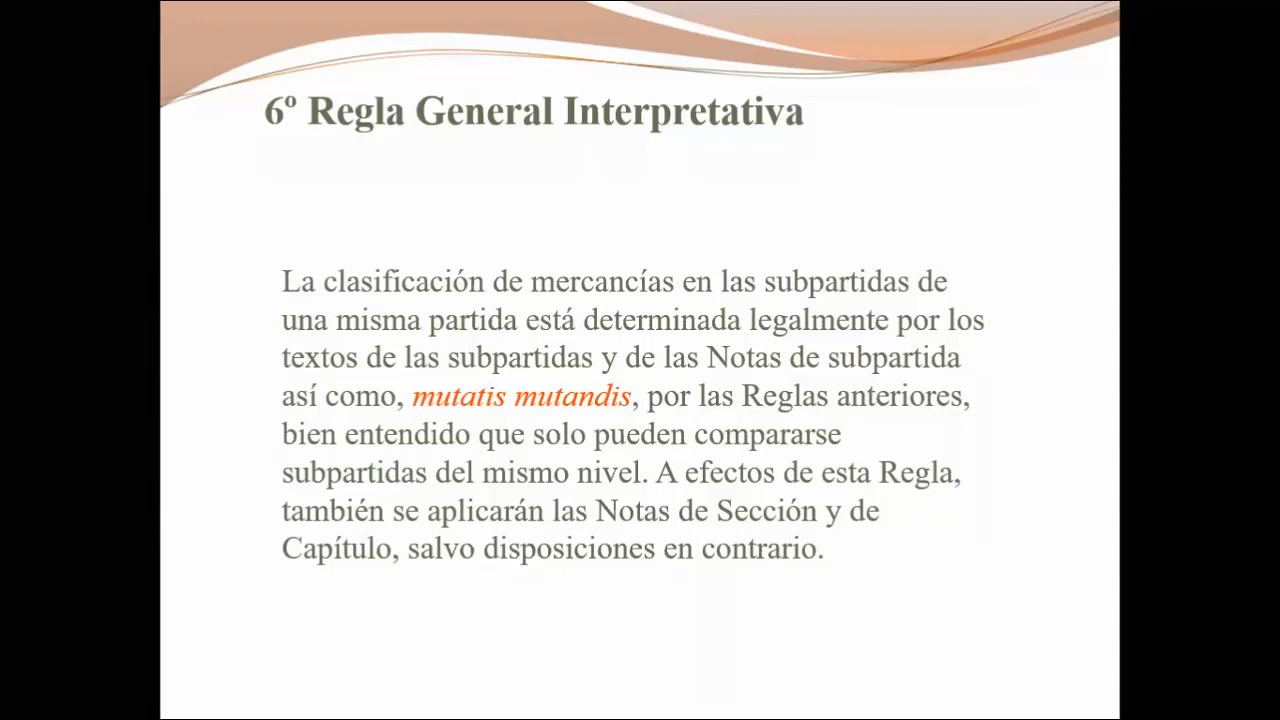 6º Regla General Interpretativa
La clasificación de mercancías en las subpartidas de
una misma partida está determinada legalmente por los
textos de las subpartidas y de las Notas de subpartida
así como, mutatis mutandis, por las Reglas anteriores,
bien entendido que solo pueden compararse
subpartidas del mismo nivel. A efectos de esta Regla,
también se aplicarán las Notas de Sección y de
Capítulo, salvo disposiciones en contrario.